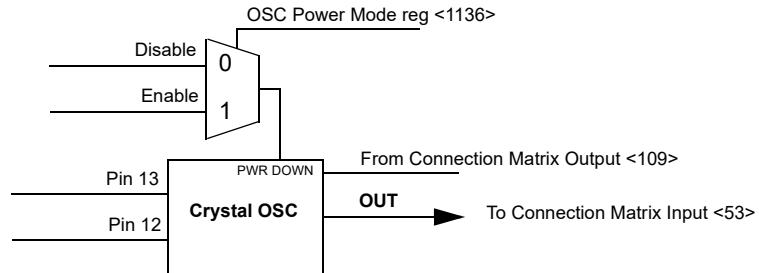 OSC Power Mode reg <1136>
Disable
0
Enable
1
PWR DOWN
From Connection Matrix Output <109>
Pin 13
Crystal OSC
OUT
To Connection Matrix Input <53>
Pin 12